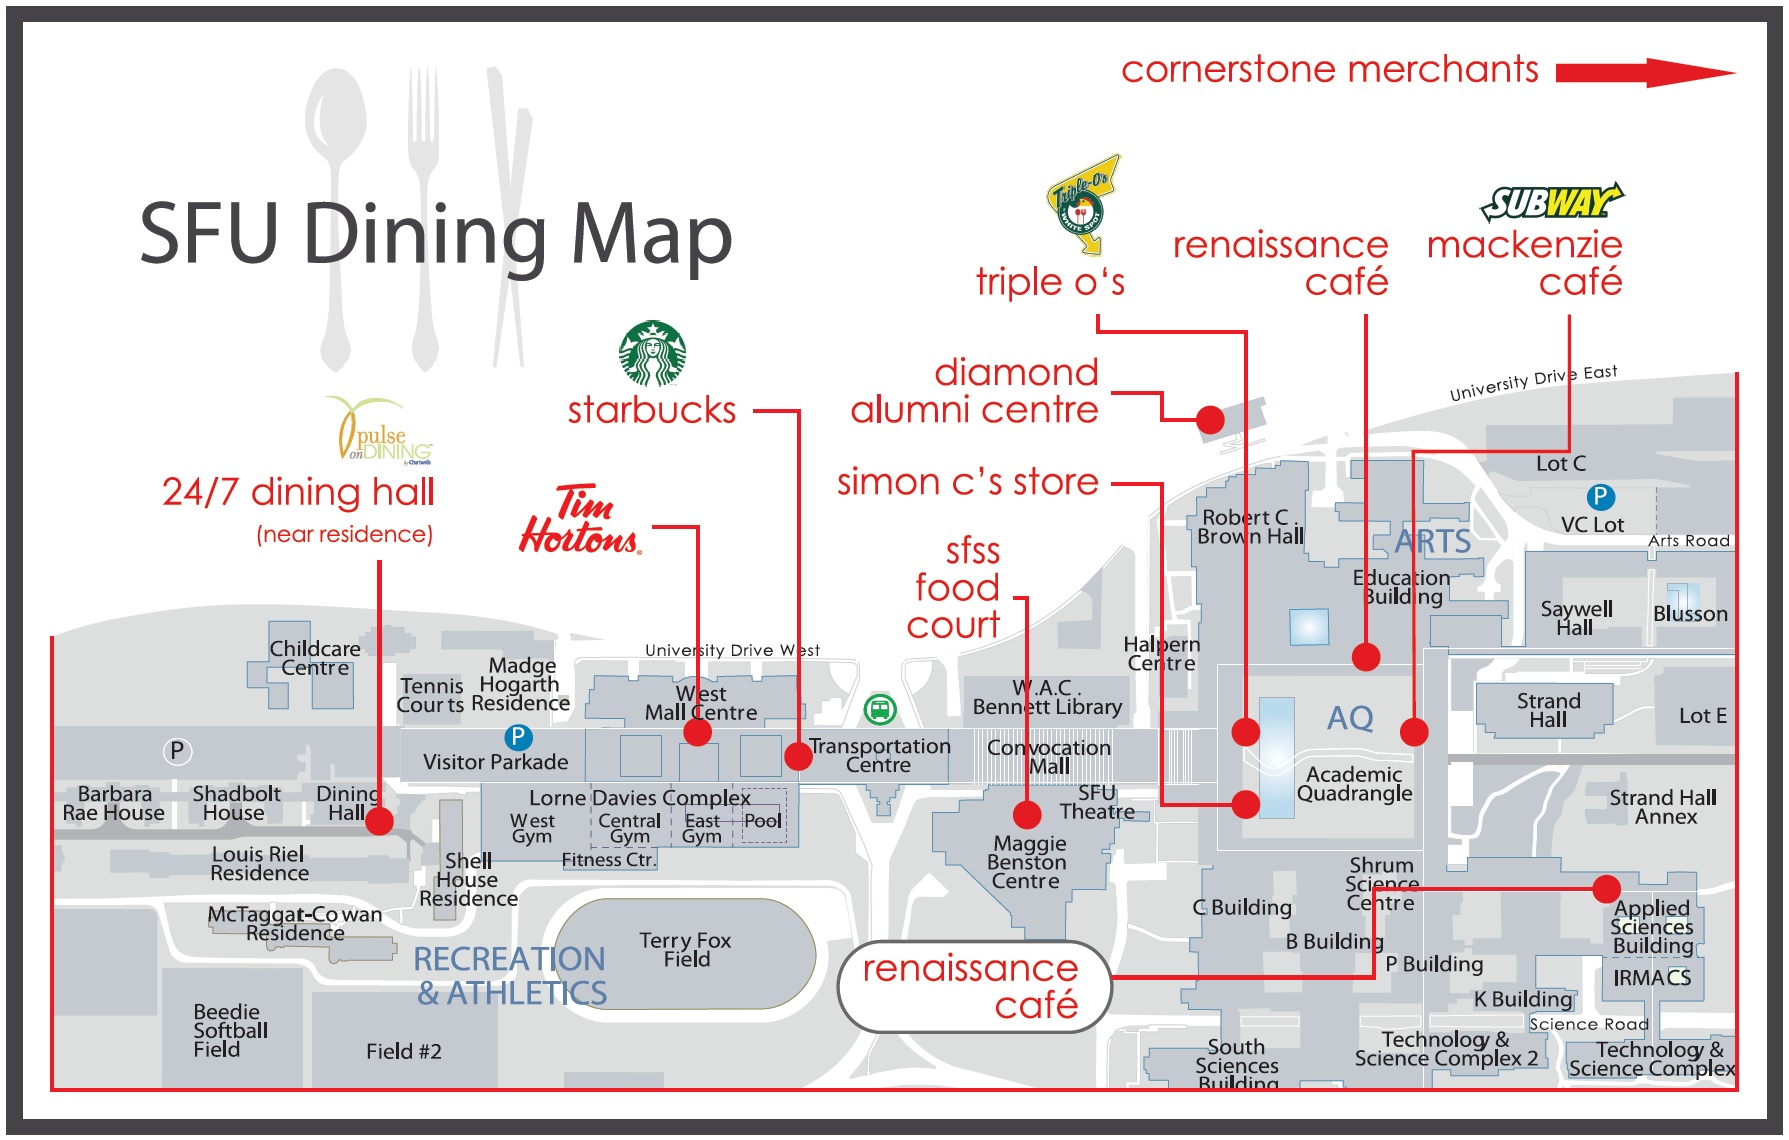 cornerstone merchants
SFU Dining Map
Triple-O's
WHITE SPOT
triple o's
renaissance
café
SUBWAY
mackenzie
café
starbucks
diamond
alumni centre
simon c's store
sfss
food
court
pulse
on DINING
by Chartwells
24/7 dining hall
(near residence)
Tim
Hortons
University Drive East
Lot C
P
VC Lot
Arts Road
Robert C.
Brown Hall
ARTS
Education
Building
Saywell
Hall
Blusson
Halpern
Centre
Childcare
Centre
University Drive West
Madge
Hogarth
Residence
Tennis
Courts
West
Mall Centre
W.A.C.
Bennett Library
Strand
Hall
Lot E
AQ
P
P
Visitor Parkade
Transportation
Centre
Convocation
Mall
Academic
Quadrangle
Barbara
Rae House
Shadbolt
House
Dining
Hall
Lorne Davies Complex
West
Gym
Central
Gym
East
Gym
Pool
Fitness Ctr.
SFU
Theatre
Strand Hall
Annex
Maggie
Benston
Centre
Louis Riel
Residence
Shell
House
Residence
Shrum
Science
Centre
McTaggat-Cowan
Residence
C Building
B Building
P Building
K Building
Applied
Sciences
Building
IRMACS
RECREATION
& ATHLETICS
Terry Fox
Field
renaissance
café
Beedie
Softball
Field
Field #2
Science Road
South
Sciences
Building
Technology &
Science Complex 2
Technology &
Science Complex